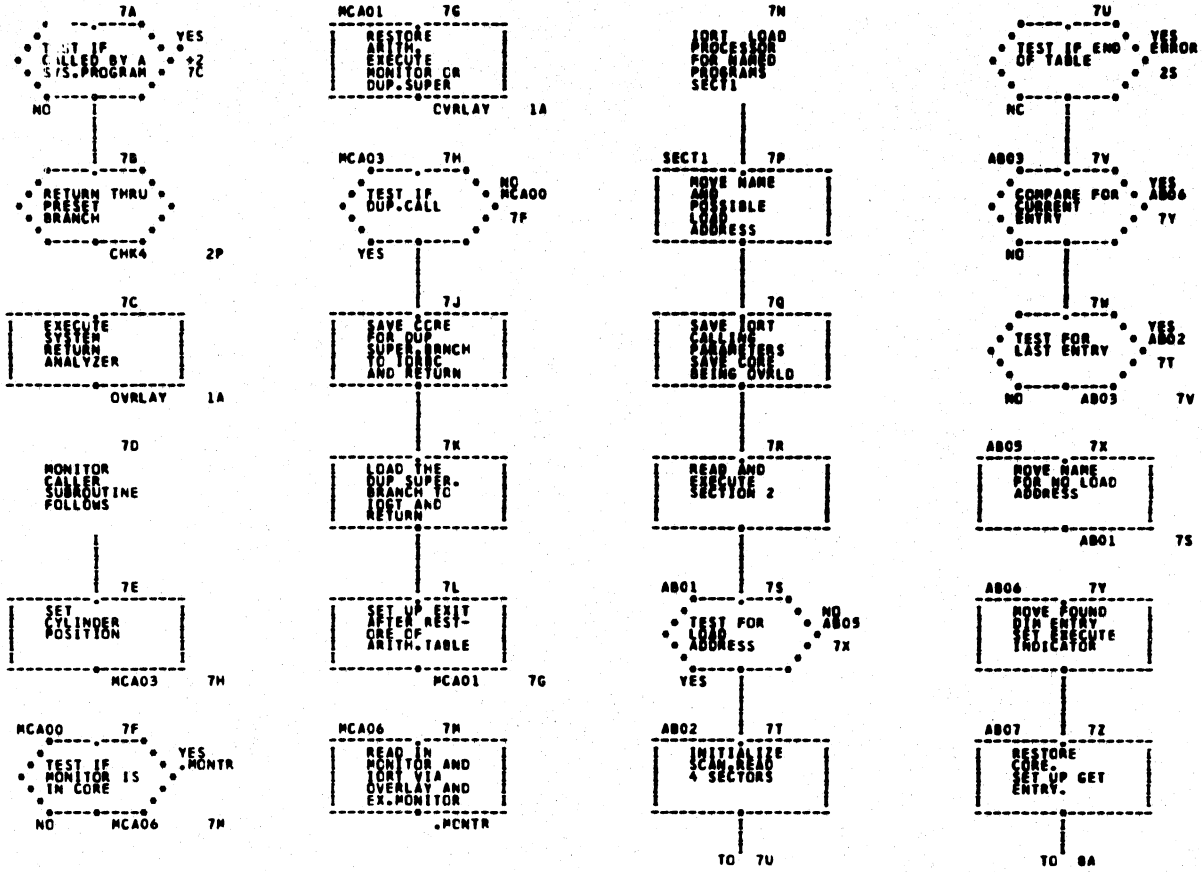 7A
TEST IF
CALLED BY A
SYS.PROGRAM
YES
+2
7C
NO
7B
RETURN THRU
PRESET
BRANCH
CHK4 2P
7C
EXECUTE
SYSTEM
RETURN
ANALYZER
OVRLAY 1A
7D
MONITOR
CALLER
SUBROUTINE
FOLLOWS
7E
SET
CYLINDER
POSITION
MCA03 7H
MCA00 7F
TEST IF
MONITOR IS
IN CORE
YES
.MONTR
NO MCA06 7M
MCA01 7G
RESTORE
ARITH.
EXECUTE
MONITOR OR
DUP.SUPER
OVRLAY 1A
MCA03 7H
TEST IF
DUP.CALL
NO
MCA00
7F
YES
7J
SAVE CORE
FOR DUP
SUPER.BRNCH
TO IORBC
AND RETURN
7K
LOAD THE
DUP SUPER.
BRANCH TO
IOGT AND
RETURN
7L
SET UP EXIT
AFTER REST-
ORE OF
ARITH.TABLE
MCA01 7G
MCA06 7M
READ IN
MONITOR AND
IORT VIA
OVERLAY AND
EX.MONITOR
.MONTR
7N
IORT LOAD
PROCESSOR
FOR NAMED
PROGRAMS
SECT1
SECT1 7P
MOVE NAME
AND
POSSIBLE
LOAD
ADDRESS
7Q
SAVE IORT
CALLING
PARAMETERS
SAVE CORE
BEING OVRLD
7R
READ AND
EXECUTE
SECTION 2
AB01 7S
TEST FOR
LOAD
ADDRESS
NO
AB05
7X
YES
AB02 7T
INITIALIZE
SCAN.READ
4 SECTORS
TO 7U
7U
TEST IF END
OF TABLE
YES
ERROR
2S
NO
AB03 7V
COMPARE FOR
CURRENT
ENTRY
YES
AB06
7Y
NO
7W
TEST FOR
LAST ENTRY
YES
AB02
7T
NO AB03 7V
AB05 7X
MOVE NAME
FOR NO LOAD
ADDRESS
AB01 7S
AB06 7Y
MOVE FOUND
DIM ENTRY
SET EXECUTE
INDICATOR
AB07 7Z
RESTORE
CORE.
SET UP GET
ENTRY.
TO 8A